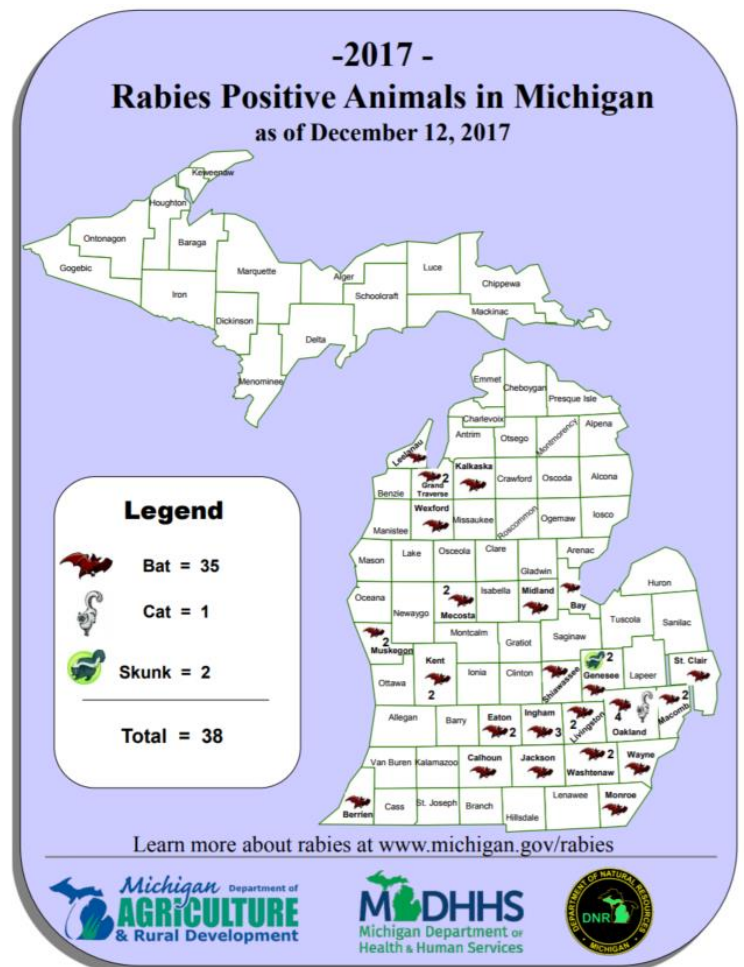 -2017 -
Rabies Positive Animals in Michigan
as of December 12, 2017
Keweenaw
Houghton
Ontonagon
Baraga
Gogebic
Marquette
Luce
Alger
Chippewa
Schoolcraft
Iron
Mackinac
Dickinson
Delta
Menominee
Emmet
Cheboygan
Presque Isle
Charlevoix
Antrim
Otsego
Montmorency
Alpena
Leelanau
2
Grand
Traverse
Kalkaska
Crawford
Oscoda
Alcona
Benzie
Wexford
Manistee
Missaukee
Roscommon
Ogemaw
Iosco
Mason
Lake
Osceola
Clare
Gladwin
Arenac
Huron
Oceana
Newaygo
2
Mecosta
Isabella
Midland
Bay
Tuscola
Sanilac
2
Muskegon
Montcalm
Gratiot
Saginaw
Kent
2
Ottawa
Ionia
Clinton
Shiawassee
2
Genesee
Lapeer
St. Clair
Allegan
Barry
Eaton
2
Ingham
3
2
Livingston
4
Oakland
2
Macomb
Van Buren
Kalamazoo
Calhoun
Jackson
2
Washtenaw
Wayne
Berrien
Cass
St. Joseph
Branch
Hillsdale
Lenawee
Monroe
Legend
Bat = 35
Cat = 1
Skunk = 2
Total = 38
Learn more about rabies at www.michigan.gov/rabies
Michigan Department of
AGRICULTURE
& Rural Development
MDHHS
Michigan Department of
Health & Human Services
DEPARTMENT OF NATURAL RESOURCES
DNR
MICHIGAN